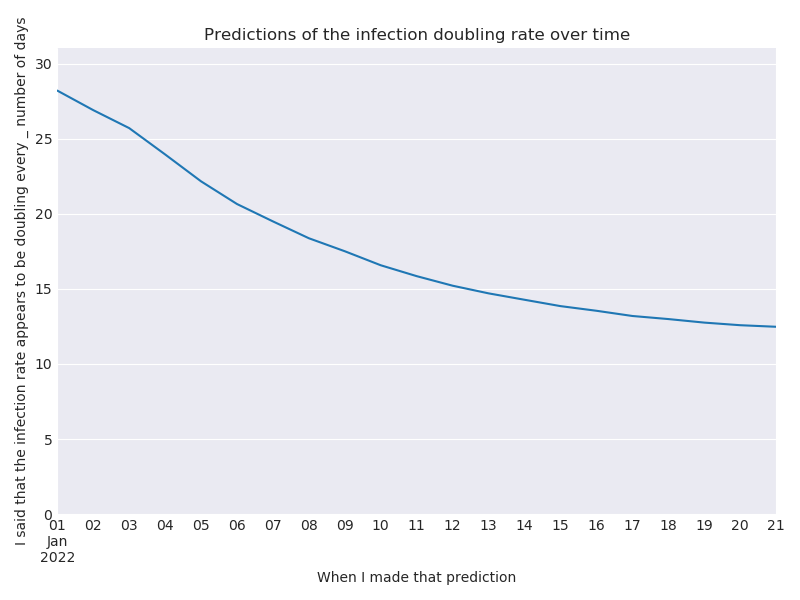 Predictions of the infection doubling rate over time
I said that the infection rate appears to be doubling every _ number of days
30
25
20
15
10
5
0
01 02 03 04 05 06 07 08 09 10 11 12 13 14 15 16 17 18 19 20 21
Jan
2022
When I made that prediction